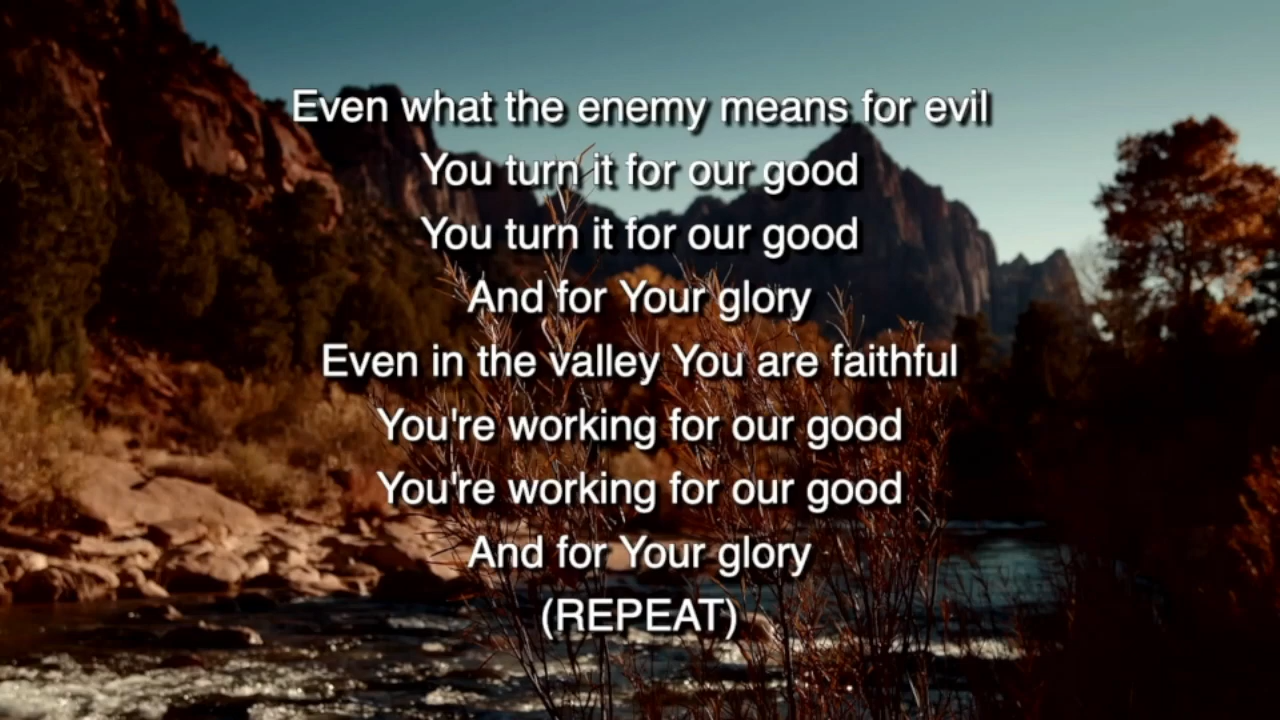 Even what the enemy means for evil
You turn it for our good
You turn it for our good
And for Your glory
Even in the valley You are faithful
You're working for our good
You're working for our good
And for Your glory
(REPEAT)